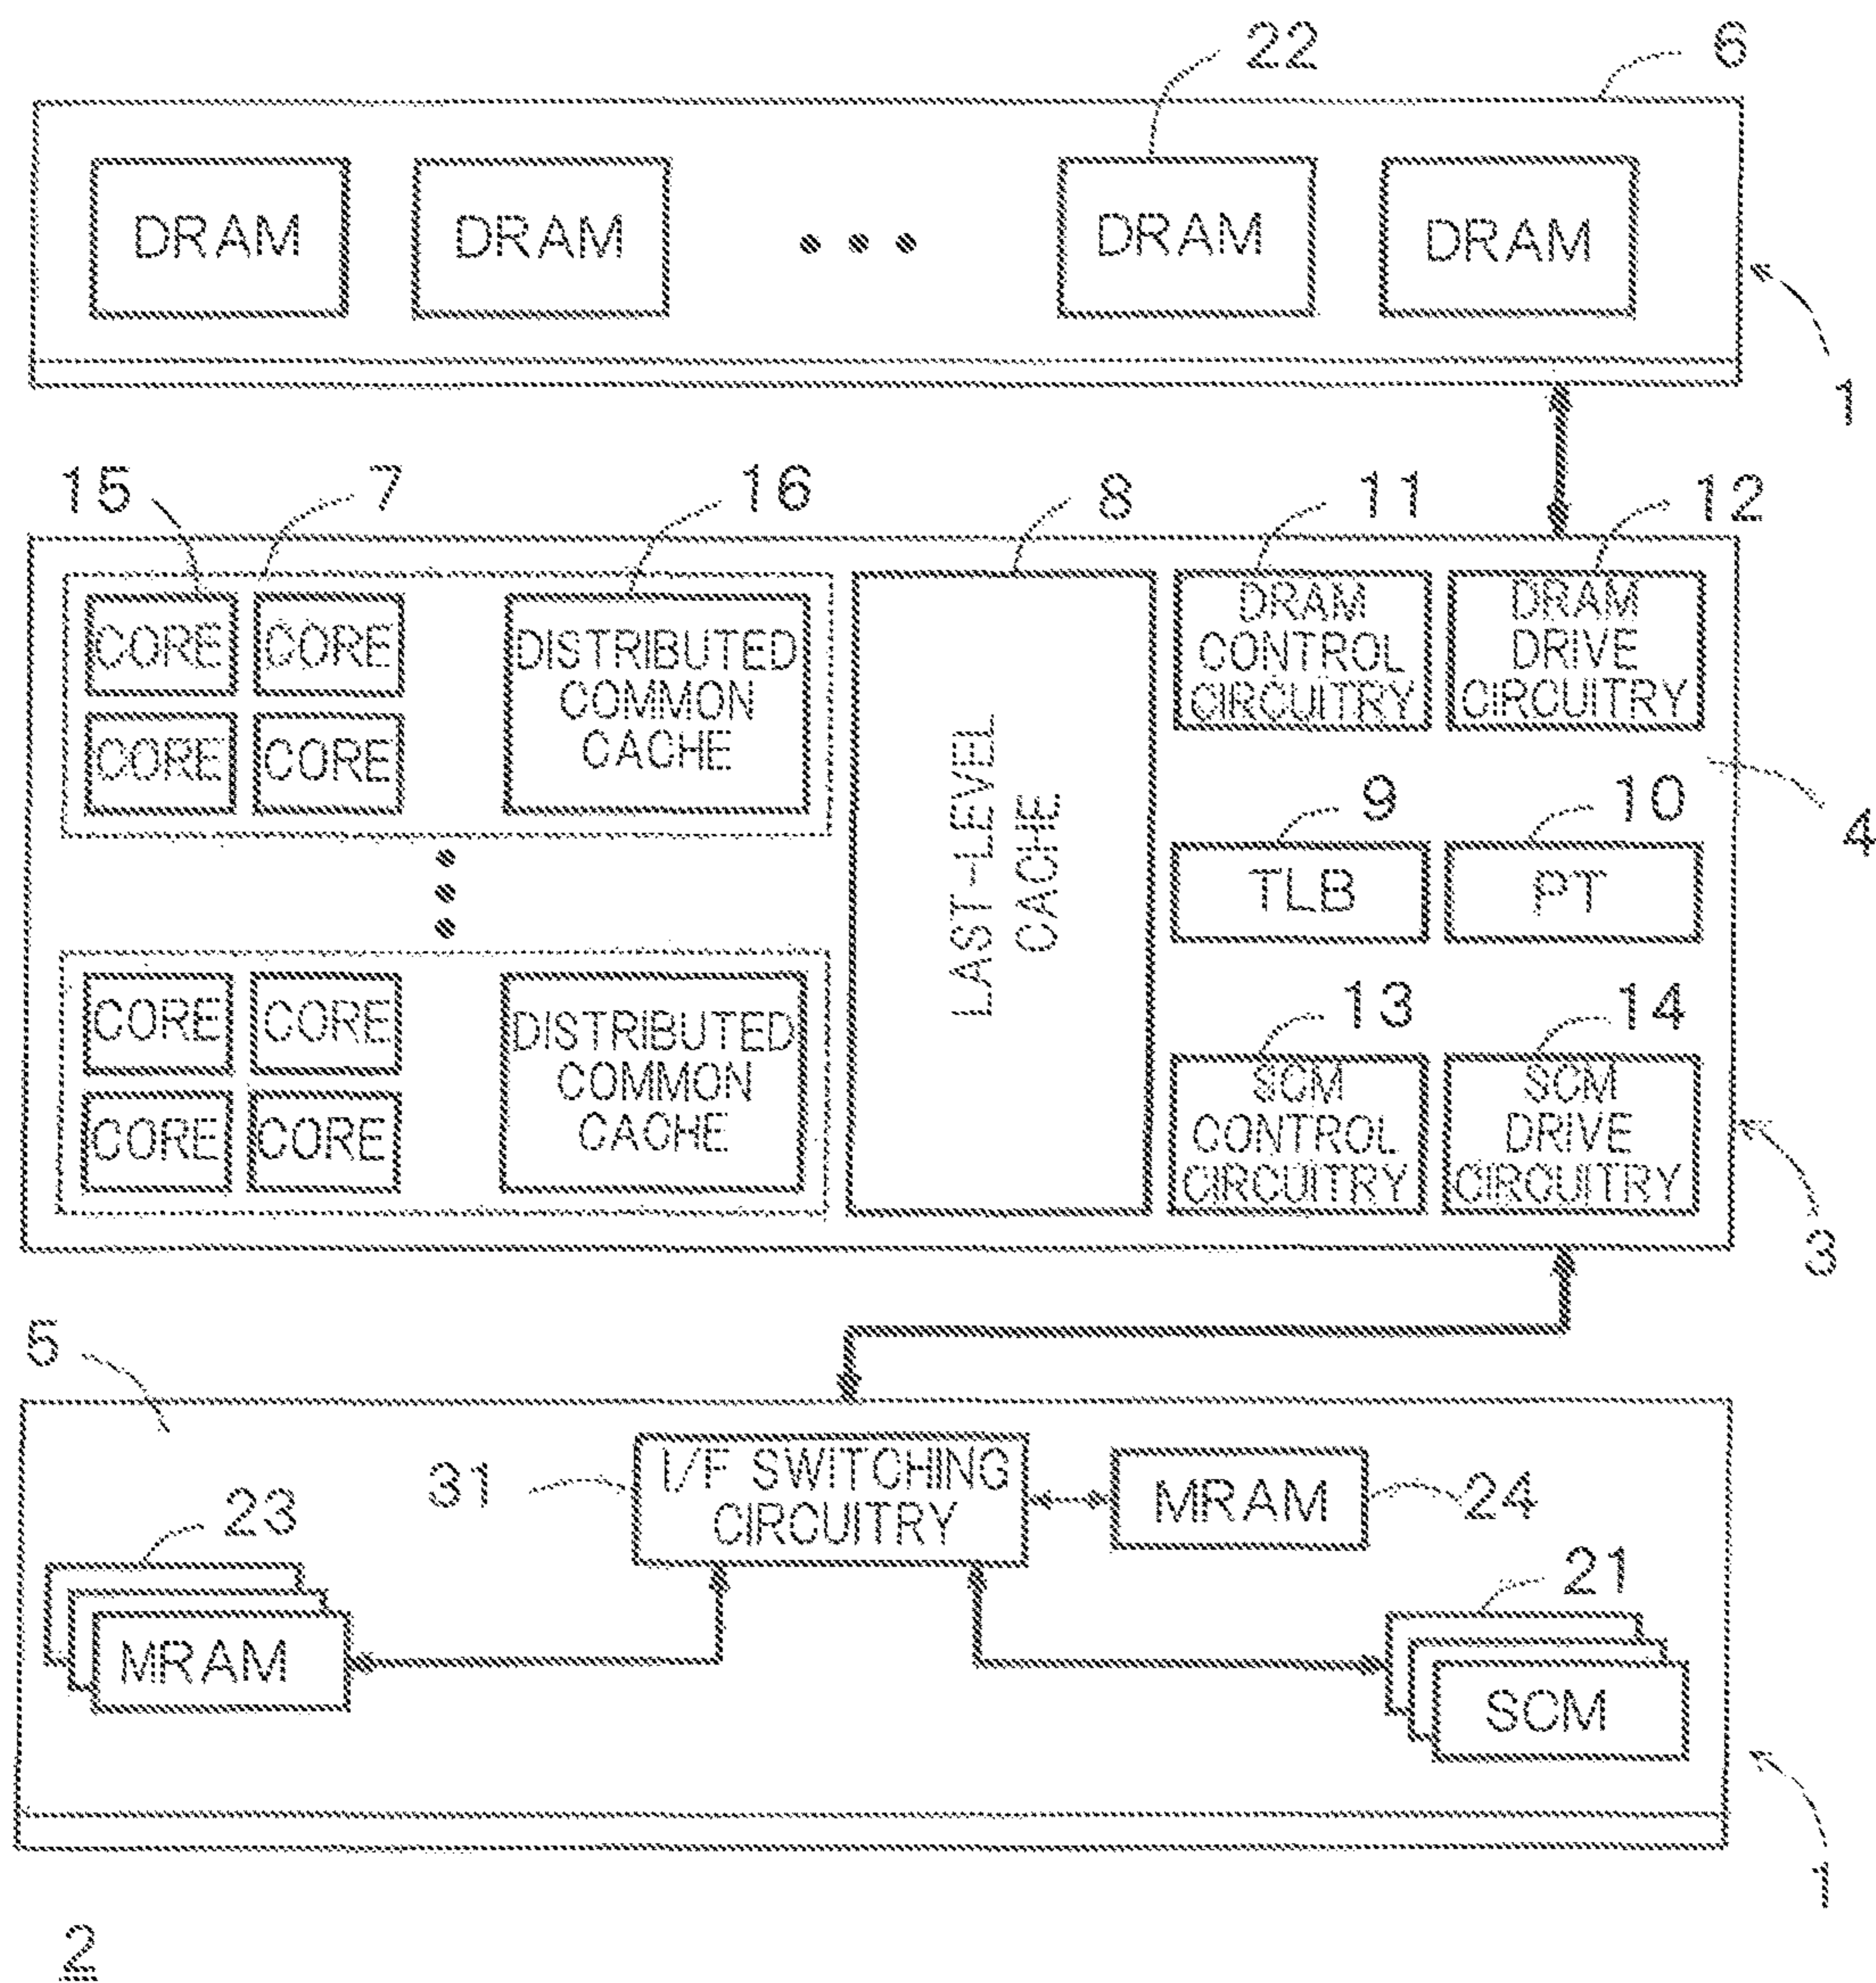 22
6
DRAM
DRAM
DRAM
DRAM
1
15
7
16
8
11
12
CORE
CORE
CORE
CORE
DISTRIBUTED
COMMON
CACHE
LAST-LEVEL
CACHE
DRAM
CONTROL
CIRCUITRY
DRAM
DRIVE
CIRCUITRY
4
9
10
TLB
PT
CORE
CORE
CORE
CORE
DISTRIBUTED
COMMON
CACHE
13
14
SCM
CONTROL
CIRCUITRY
SCM
DRIVE
CIRCUITRY
3
5
31
I/F SWITCHING
CIRCUITRY
MRAM
24
23
MRAM
21
SCM
1
2